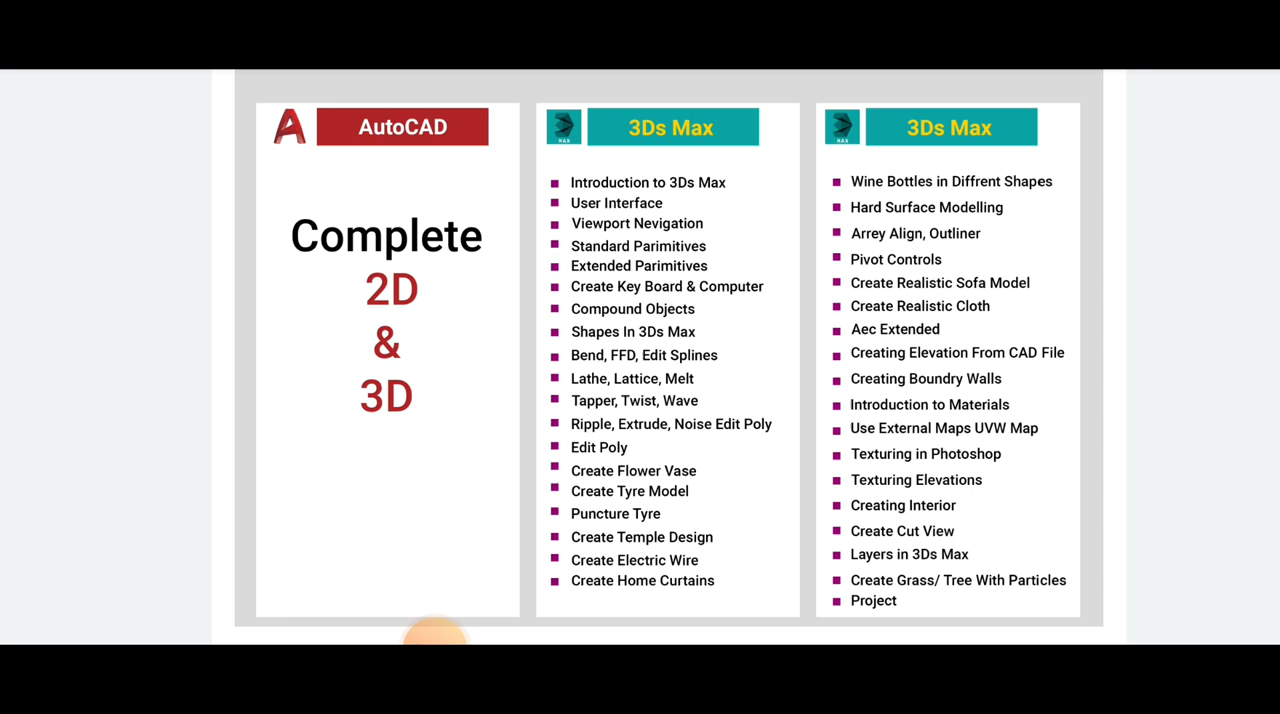 AutoCAD
Complete
2D
&
3D
MAX
3Ds Max
Introduction to 3Ds Max
User Interface
Viewport Nevigation
Standard Parimitives
Extended Parimitives
Create Key Board & Computer
Compound Objects
Shapes In 3Ds Max
Bend, FFD, Edit Splines
Lathe, Lattice, Melt
Tapper, Twist, Wave
Ripple, Extrude, Noise Edit Poly
Edit Poly
Create Flower Vase
Create Tyre Model
Puncture Tyre
Create Temple Design
Create Electric Wire
Create Home Curtains
MAX
3Ds Max
Wine Bottles in Diffrent Shapes
Hard Surface Modelling
Arrey Align, Outliner
Pivot Controls
Create Realistic Sofa Model
Create Realistic Cloth
Aec Extended
Creating Elevation From CAD File
Creating Boundry Walls
Introduction to Materials
Use External Maps UVW Map
Texturing in Photoshop
Texturing Elevations
Creating Interior
Create Cut View
Layers in 3Ds Max
Create Grass/ Tree With Particles
Project